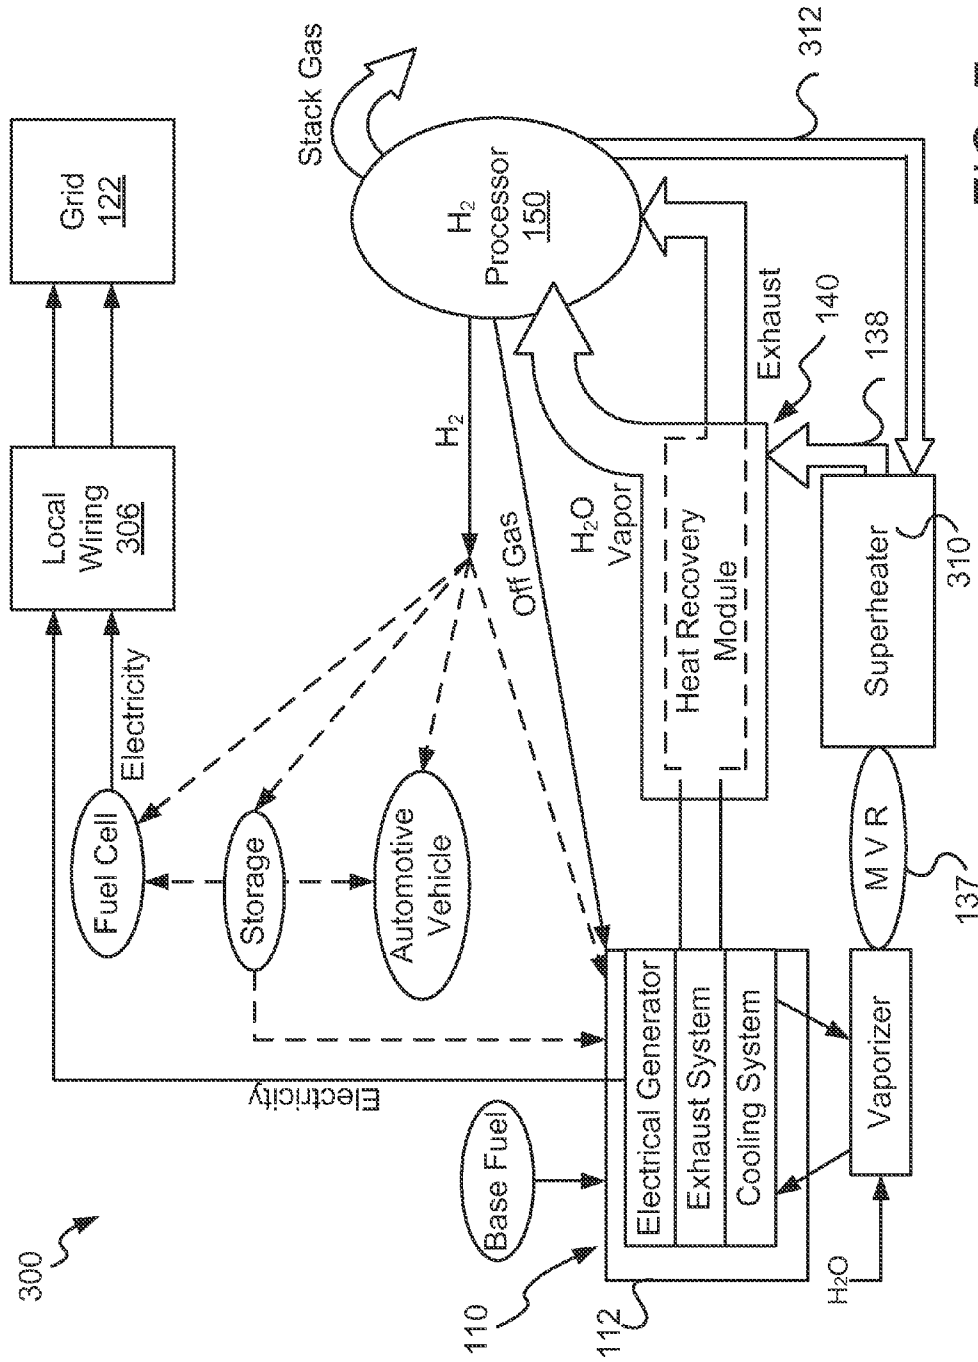 300
Electricity
Fuel Cell
Electricity
Local
Wiring
306
Grid
122
Storage
Stack Gas
Base Fuel
Automotive
Vehicle
H₂
H₂
Processor
150
110
112
Off Gas
H₂O
Vapor
Electrical Generator
Exhaust System
Cooling System
Heat Recovery
Module
Exhaust
140
138
312
H₂O
Vaporizer
M V R
137
Superheater
310